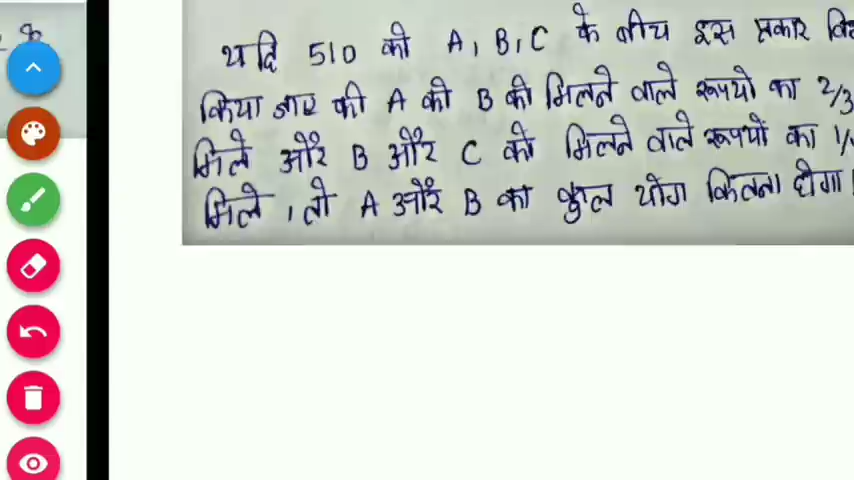 यदि 510 को A, B, C के बीच इस प्रकार
किया जाए की A को B को मिलने वाले रूपयो का 2/3
मिले और B और C को मिलने वाले रूपयों का
मिले, तो A और B का कुल योग कितना होगा